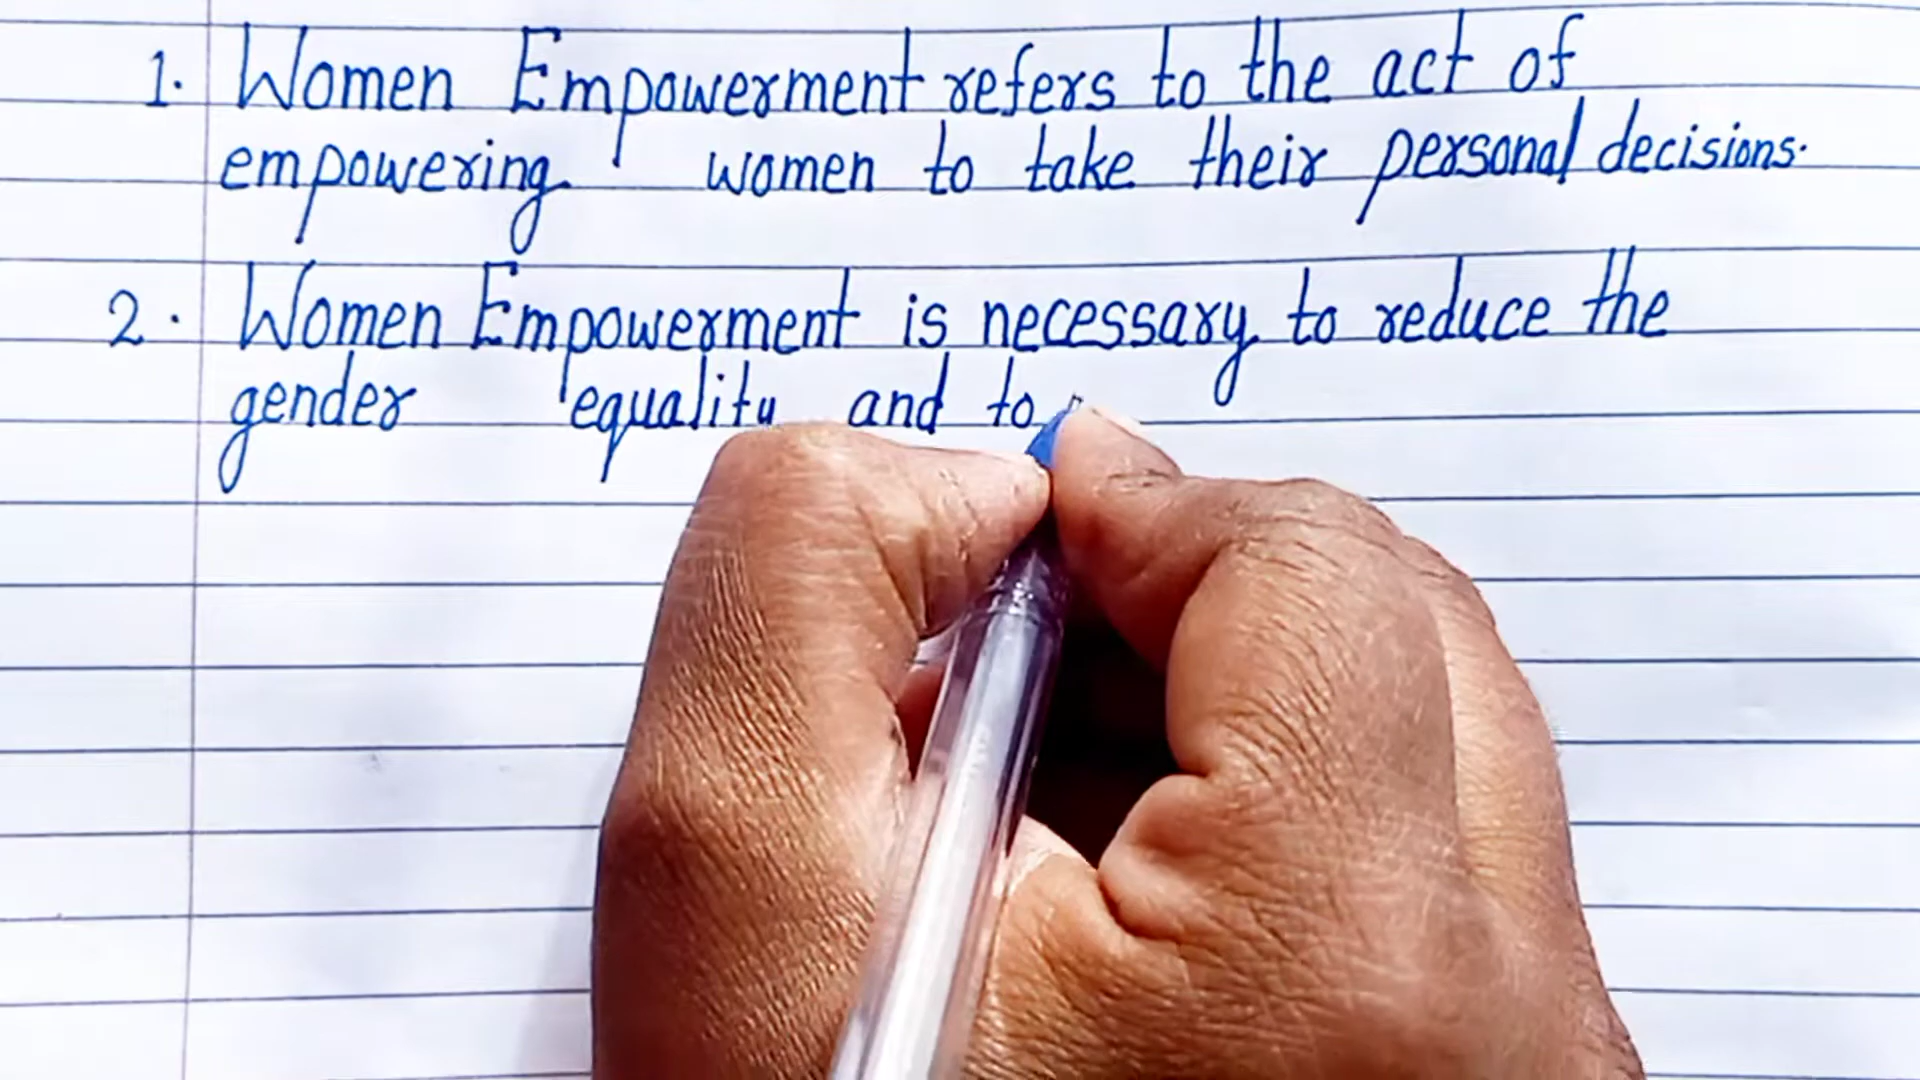 1. Women Empowerment refers to the act of
empowering women to take their personal decisions.
2. Women Empowerment is necessary to reduce the
gender equality and to